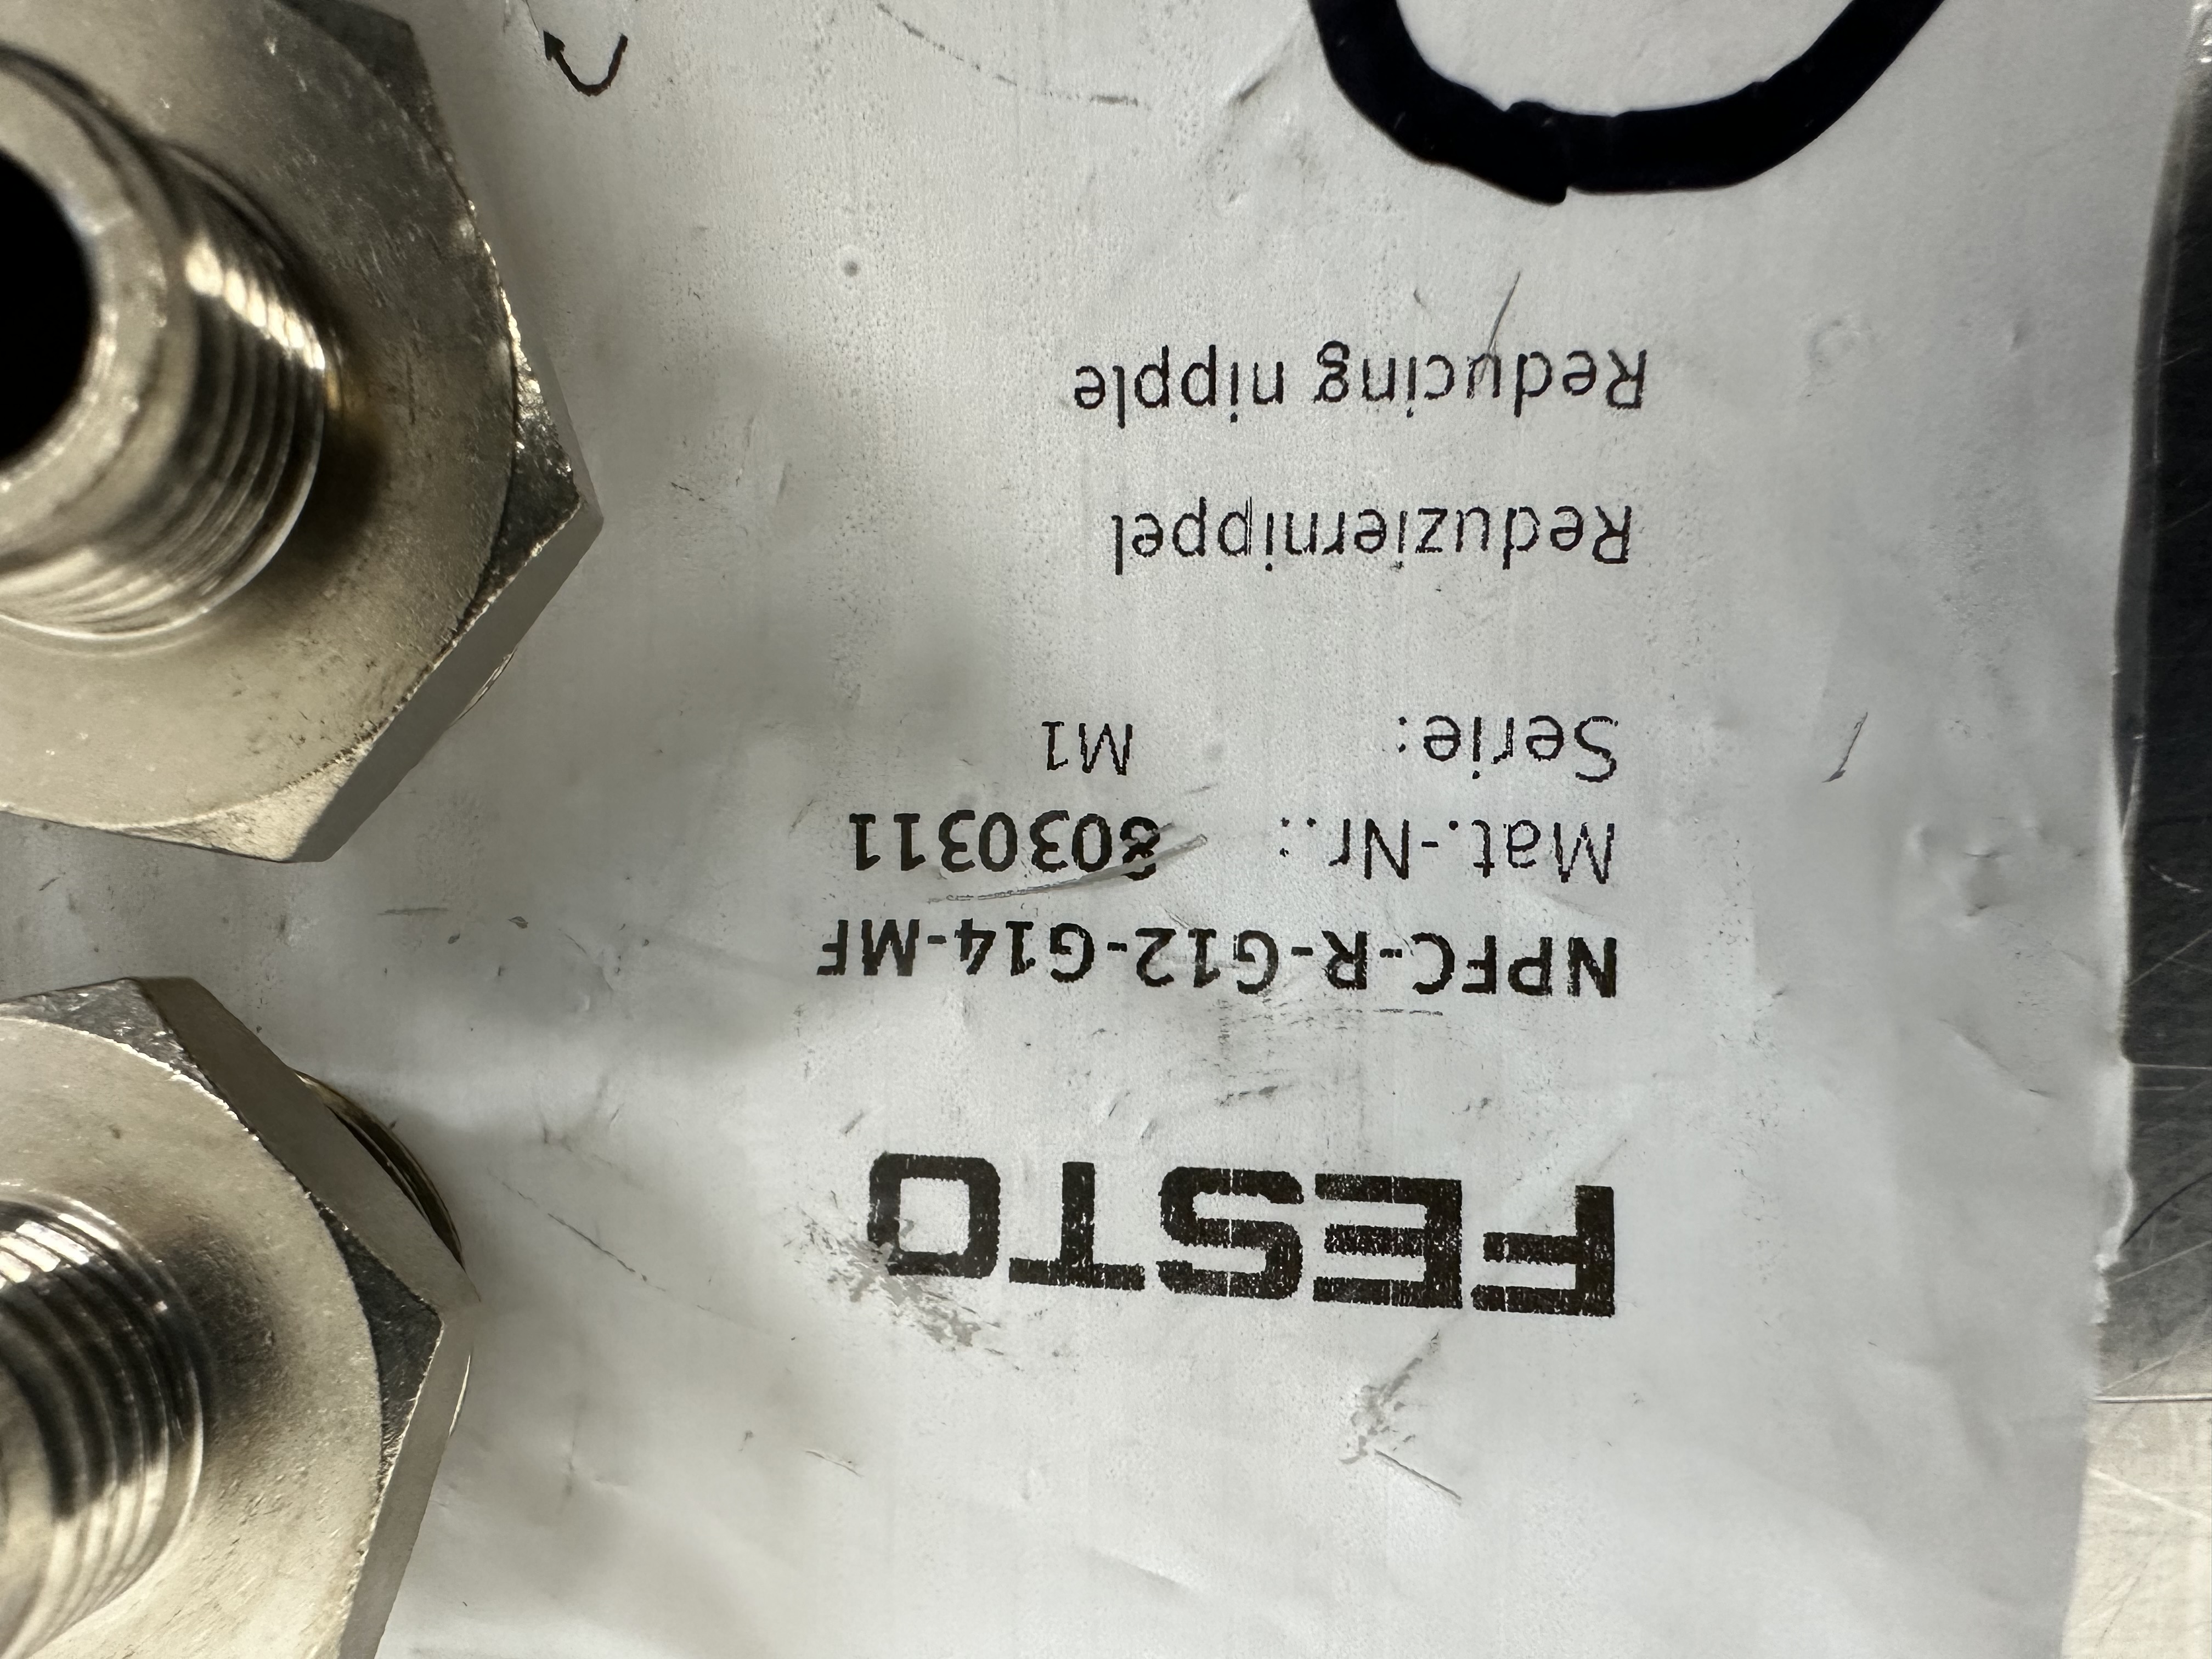 FESTO
NPFC-R-G12-G14-MF
Mat.-Nr.: 8030311
Serie: M1
Reduziernippel
Reducing nipple